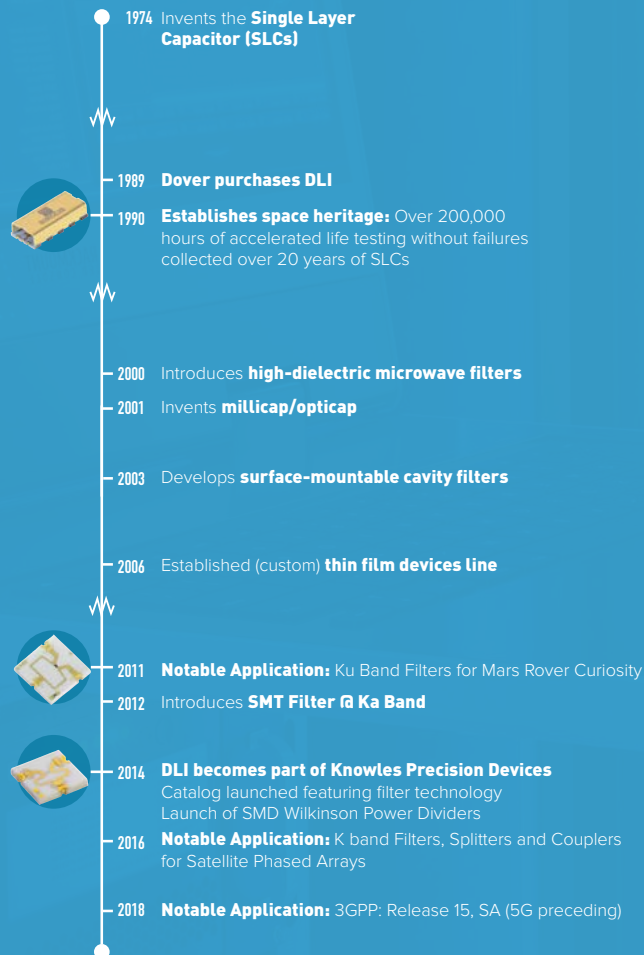 1974 Invents the Single Layer
Capacitor (SLCs)
1989 Dover purchases DLI
1990 Establishes space heritage: Over 200,000
hours of accelerated life testing without failures
collected over 20 years of SLCs
2000 Introduces high-dielectric microwave filters
2001 Invents millicap/opticap
2003 Develops surface-mountable cavity filters
2006 Established (custom) thin film devices line
2011 Notable Application: Ku Band Filters for Mars Rover Curiosity
2012 Introduces SMT Filter @ Ka Band
2014 DLI becomes part of Knowles Precision Devices
Catalog launched featuring filter technology
Launch of SMD Wilkinson Power Dividers
2016 Notable Application: K band Filters, Splitters and Couplers
for Satellite Phased Arrays
2018 Notable Application: 3GPP: Release 15, SA (5G preceding)